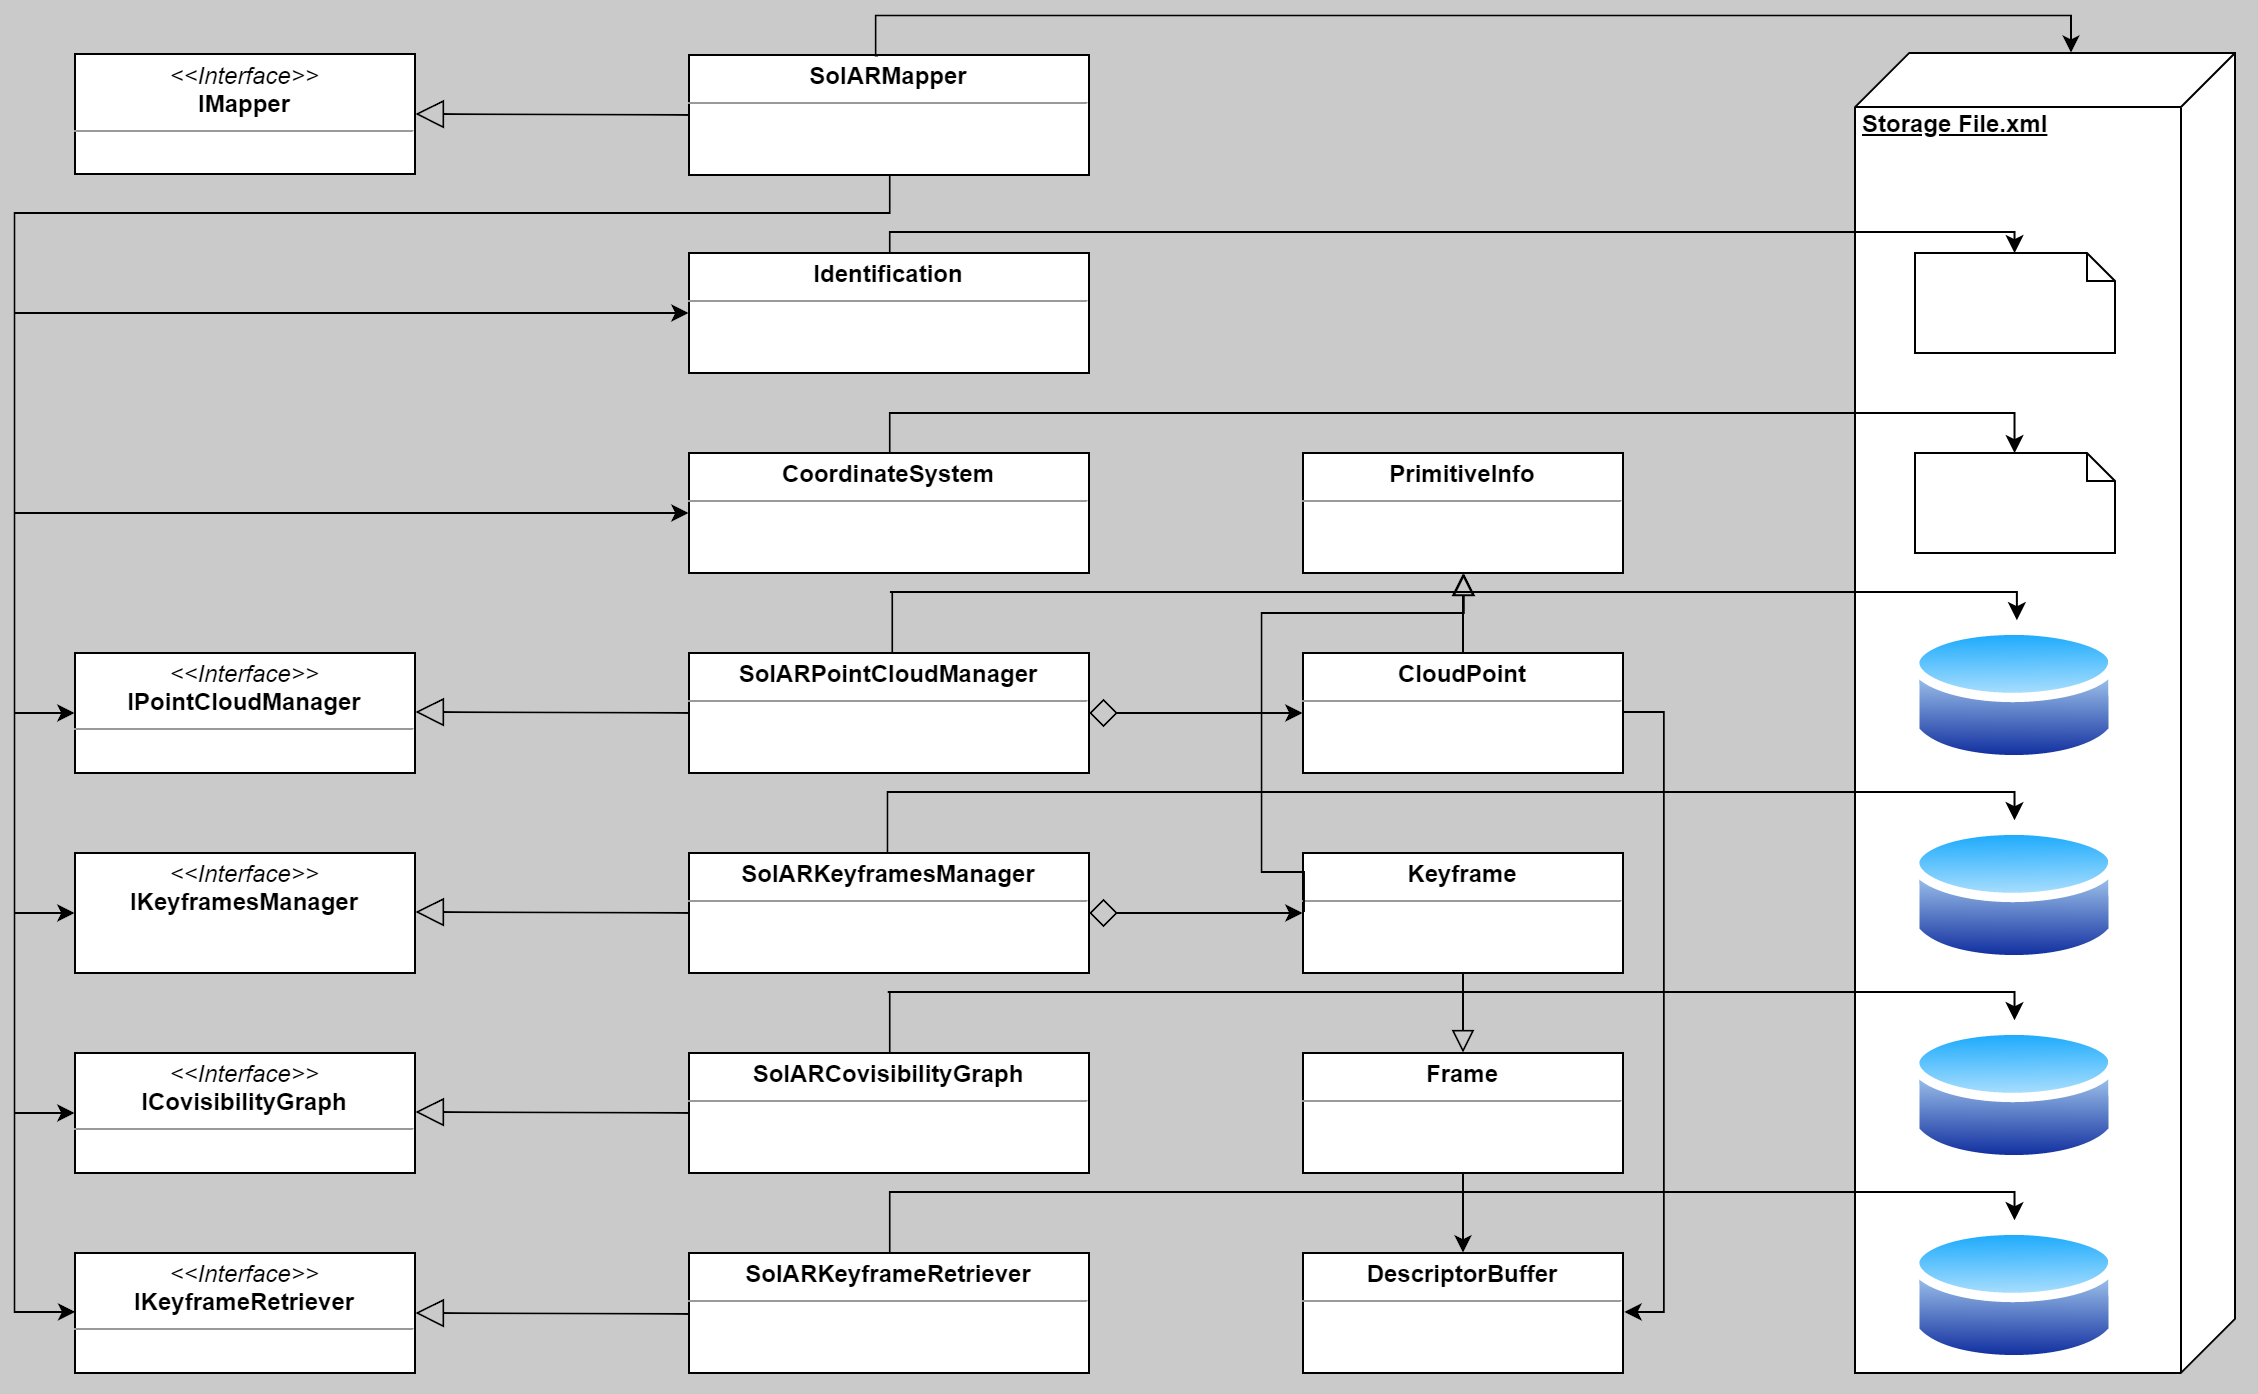 <<Interface>>
IMapper
SolARMapper
Storage File.xml
Identification
CoordinateSystem
PrimitiveInfo
<<Interface>>
IPointCloudManager
SolARPointCloudManager
CloudPoint
<<Interface>>
IKeyframesManager
SolARKeyframesManager
Keyframe
<<Interface>>
ICovisibilityGraph
SolARCovisibilityGraph
Frame
<<Interface>>
IKeyframeRetriever
SolARKeyframeRetriever
DescriptorBuffer